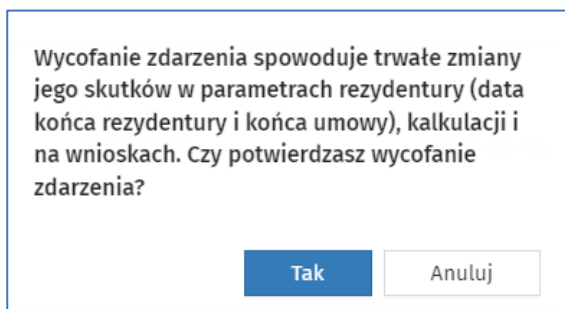 Wycofanie zdarzenia spowoduje trwałe zmiany
jego skutków w parametrach rezydentury (data
końca rezydentury i końca umowy), kalkulacji i
na wnioskach. Czy potwierdzasz wycofanie
zdarzenia?
Tak Anuluj